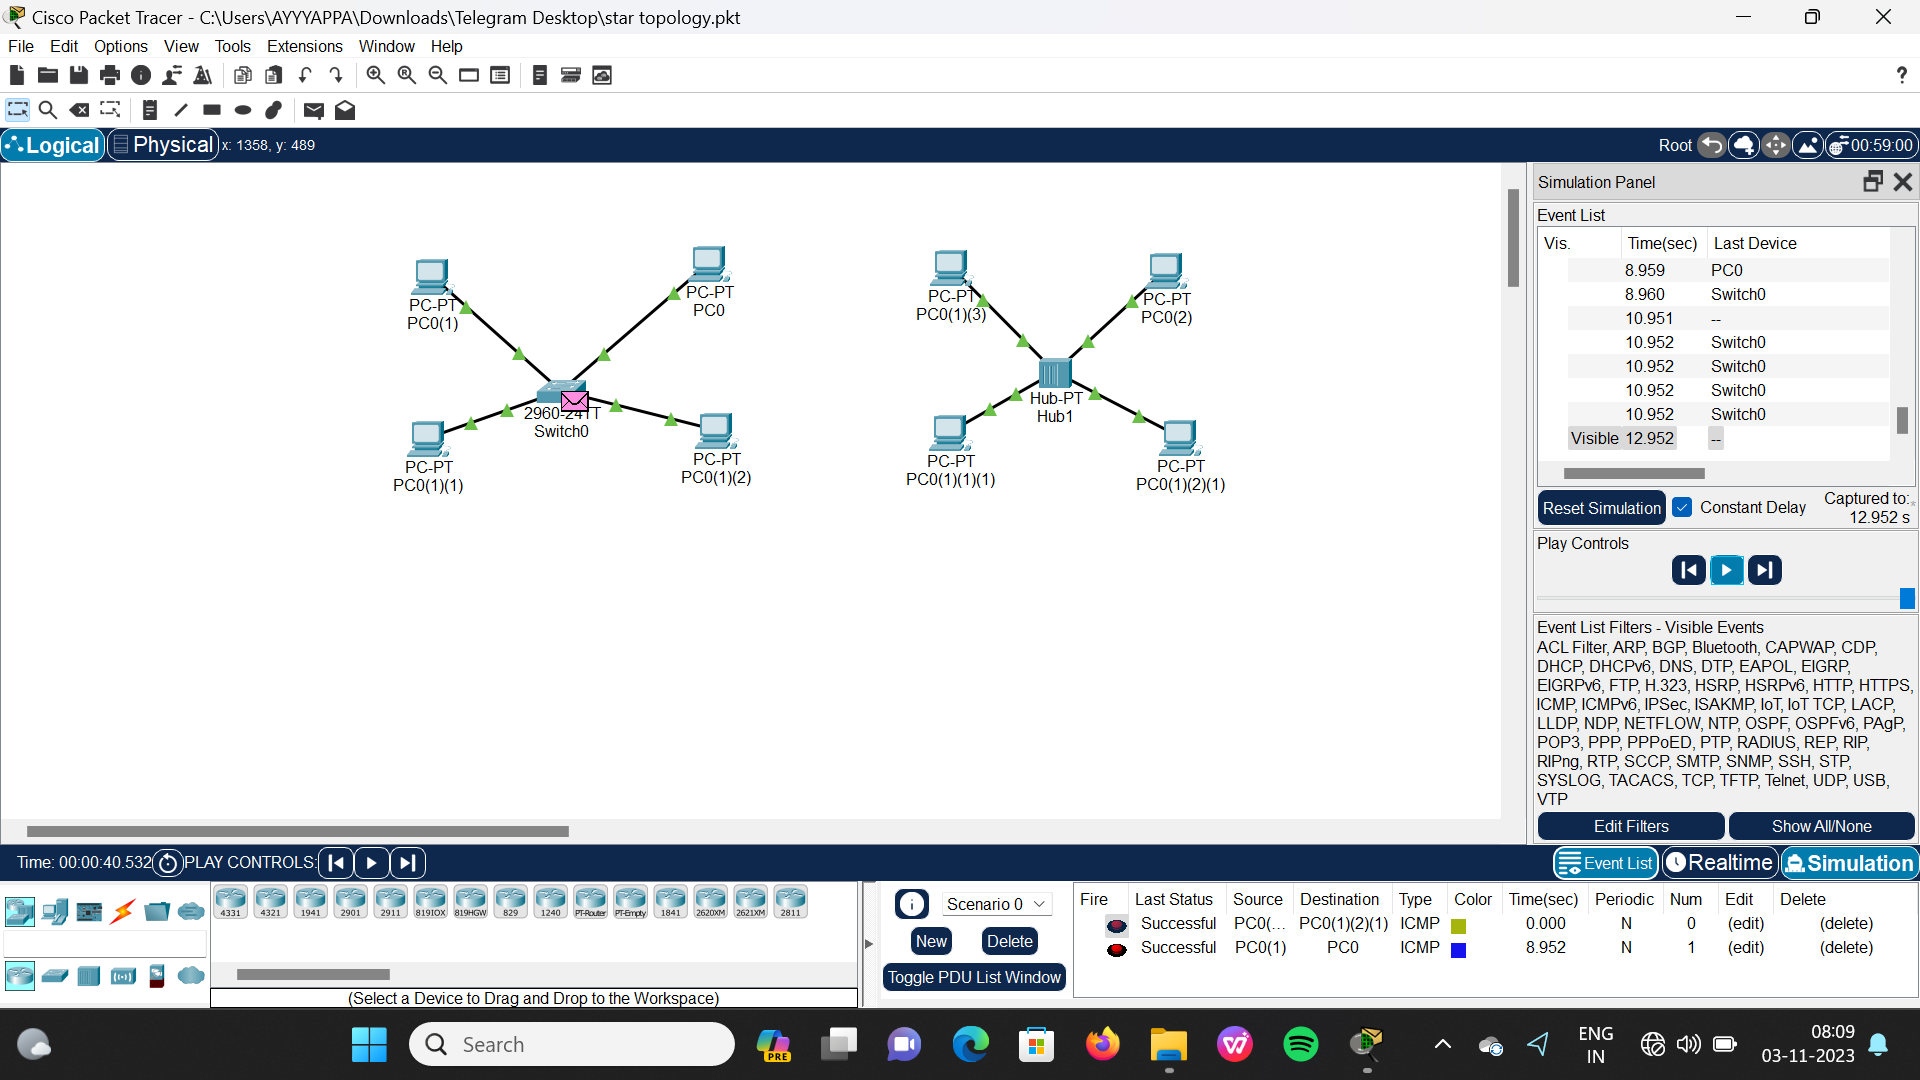 Cisco Packet Tracer - C:\Users\AYYYAPPA\Downloads\Telegram Desktop\star topology.pkt
File Edit Options View Tools Extensions Window Help
Logical Physical x: 1358, y: 489 Root 00:59:00
PC-PT
PC0(1)
PC-PT
PC0
2960-24TT
Switch0
PC-PT
PC0(1)(1)
PC-PT
PC0(1)(2)
PC-PT
PC0(1)(3)
PC-PT
PC0(2)
Hub-PT
Hub1
PC-PT
PC0(1)(1)(1)
PC-PT
PC0(1)(2)(1)
Simulation Panel
Event List
Vis. Time(sec) Last Device
8.959 PC0
8.960 Switch0
10.951 --
10.952 Switch0
10.952 Switch0
10.952 Switch0
10.952 Switch0
Visible 12.952 --
Reset Simulation Constant Delay Captured to:
12.952 s
Play Controls
Event List Filters - Visible Events
ACL Filter, ARP, BGP, Bluetooth, CAPWAP, CDP,
DHCP, DHCPv6, DNS, DTP, EAPOL, EIGRP,
EIGRPv6, FTP, H.323, HSRP, HSRPv6, HTTP, HTTPS,
ICMP, ICMPv6, IPSec, ISAKMP, IoT, IoT TCP, LACP,
LLDP, NDP, NETFLOW, NTP, OSPF, OSPFv6, PAgP,
POP3, PPP, PPPoED, PTP, RADIUS, REP, RIP,
RIPng, RTP, SCCP, SMTP, SNMP, SSH, STP,
SYSLOG, TACACS, TCP, TFTP, Telnet, UDP, USB,
VTP
Edit Filters Show All/None
Time: 00:00:40.532 PLAY CONTROLS: Event List Realtime Simulation
4331 4321 1941 2901 2911 819IOX 819HGW 829 1240 PT-Router PT-Empty 1841 2620XM 2621XM 2811
(Select a Device to Drag and Drop to the Workspace)
Scenario 0
New Delete
Toggle PDU List Window
Fire Last Status Source Destination Type Color Time(sec) Periodic Num Edit Delete
Successful PC0(... PC0(1)(2)(1) ICMP 0.000 N 0 (edit) (delete)
Successful PC0(1) PC0 ICMP 8.952 N 1 (edit) (delete)
Search
PRE
ENG
IN
08:09
03-11-2023